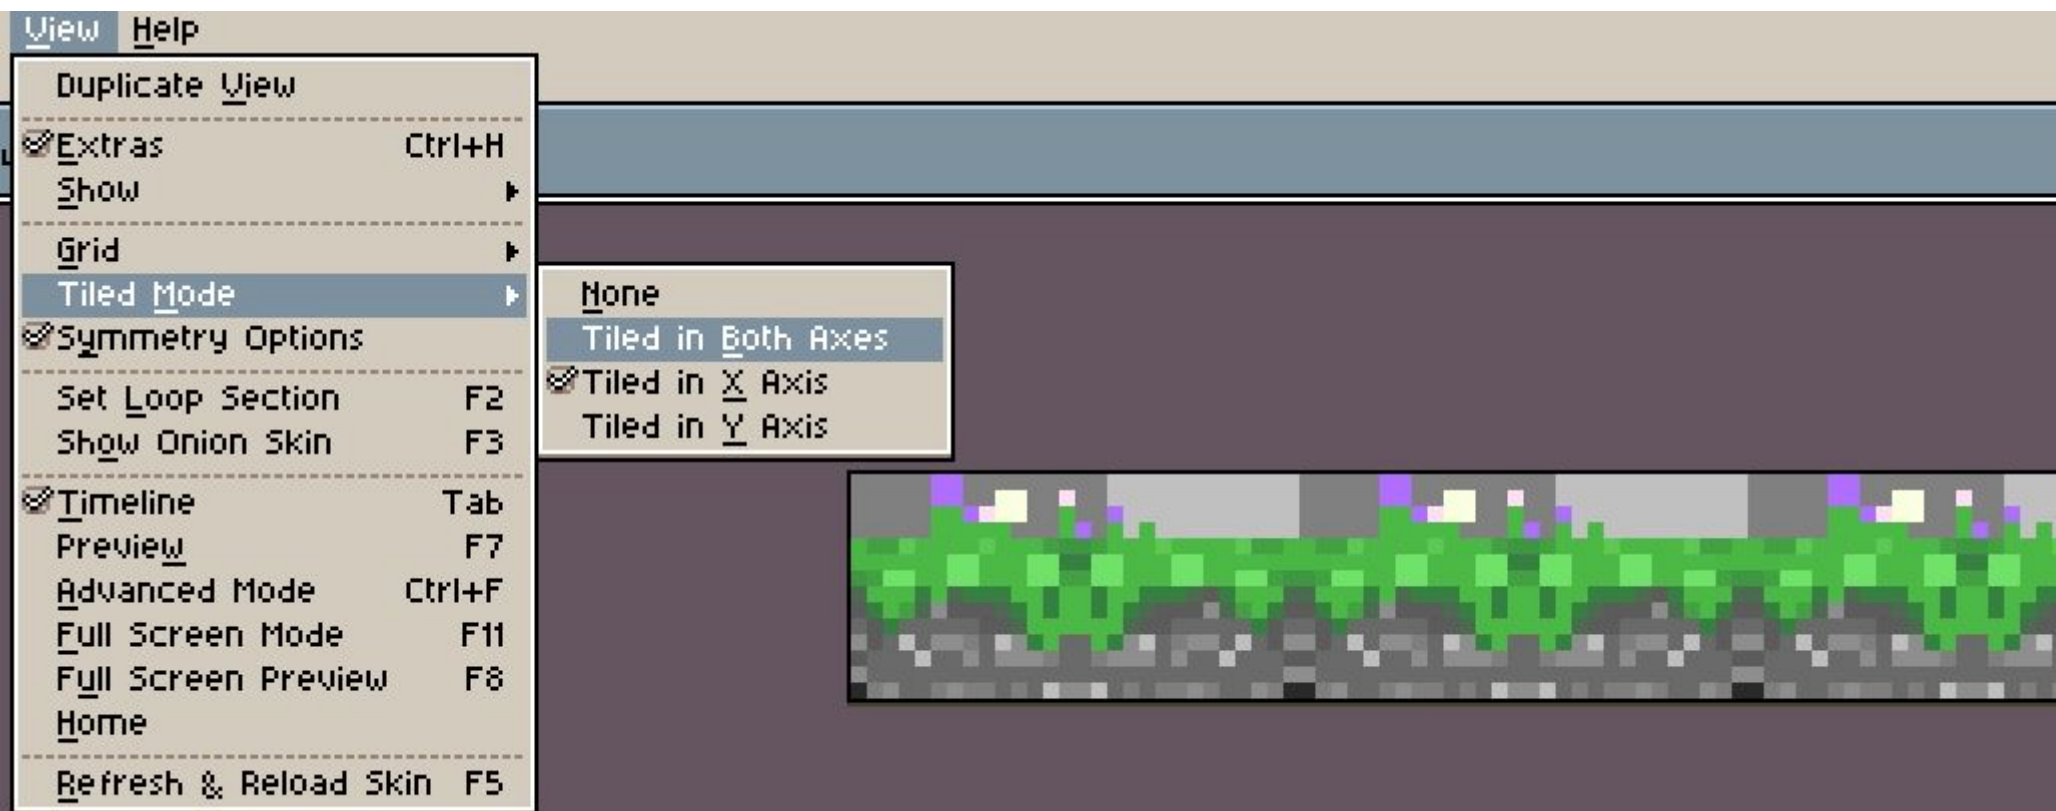 View Help
Duplicate View
Extras Ctrl+H
Show
Grid
Tiled Mode
Symmetry Options
Set Loop Section F2
Show Onion Skin F3
Timeline Tab
Preview F7
Advanced Mode Ctrl+F
Full Screen Mode F11
Full Screen Preview F8
Home
Refresh & Reload Skin F5
None
Tiled in Both Axes
Tiled in X Axis
Tiled in Y Axis